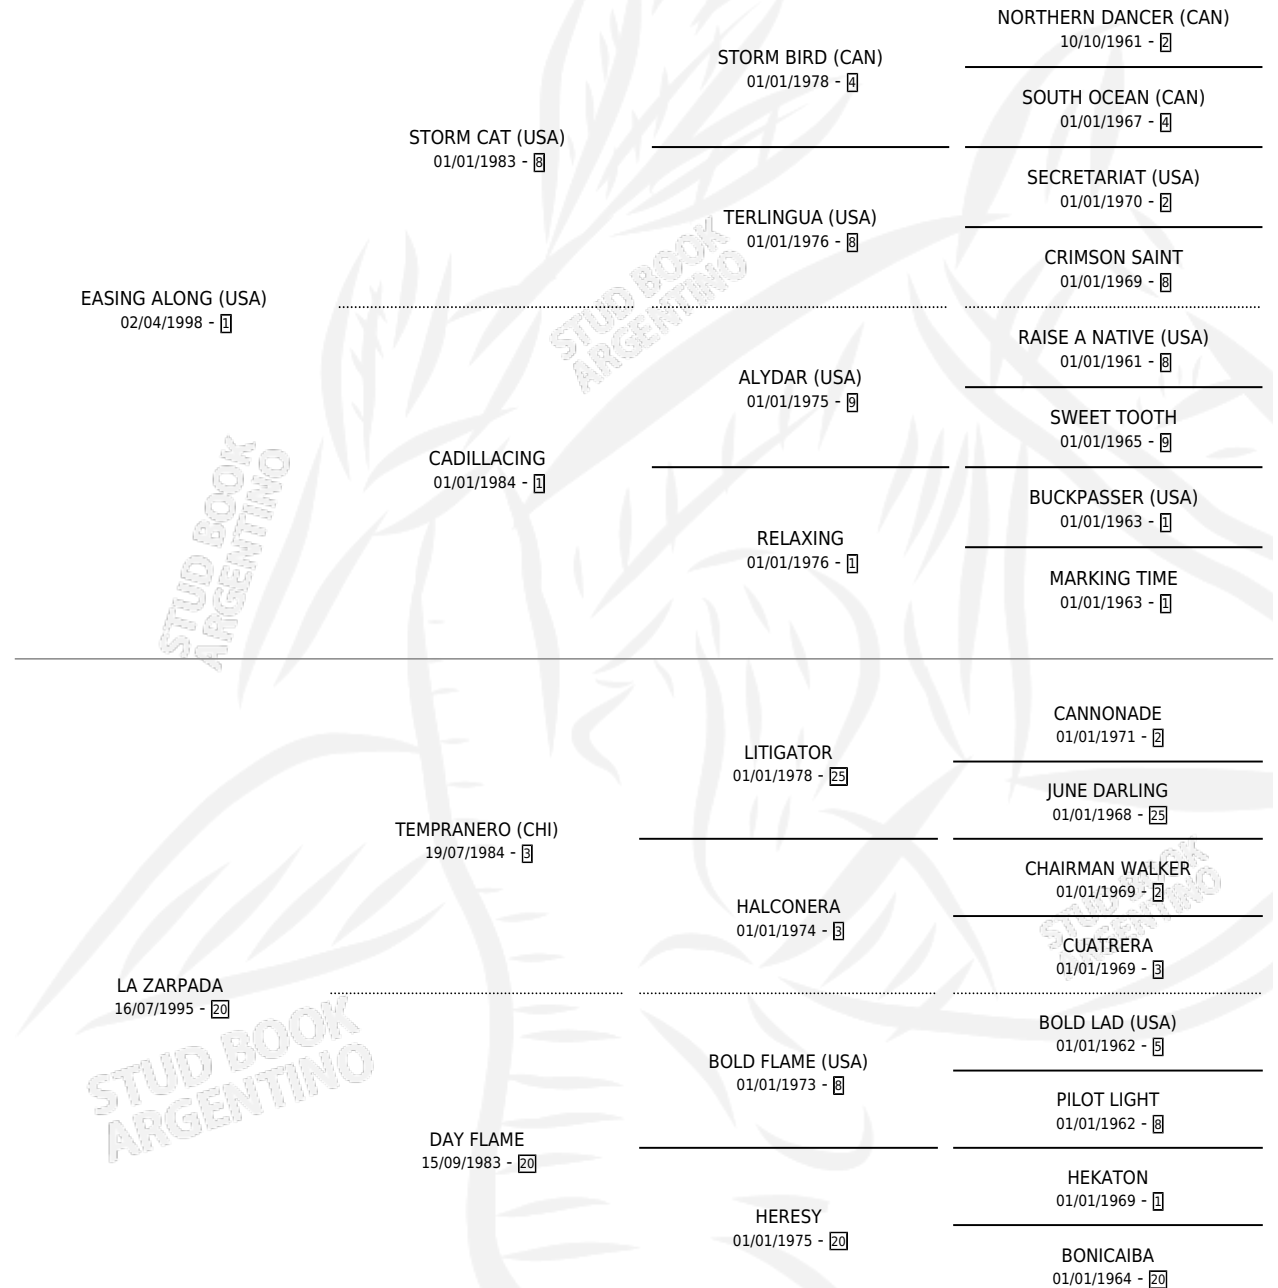 NORTHERN DANCER (CAN)
10/10/1961 - 2
STORM BIRD (CAN)
01/01/1978 - 4
SOUTH OCEAN (CAN)
01/01/1967 - 4
STORM CAT (USA)
01/01/1983 - 8
SECRETARIAT (USA)
01/01/1970 - 2
TERLINGUA (USA)
01/01/1976 - 8
CRIMSON SAINT
01/01/1969 - 8
EASING ALONG (USA)
02/04/1998 - 1
RAISE A NATIVE (USA)
01/01/1961 - 8
ALYDAR (USA)
01/01/1975 - 9
SWEET TOOTH
01/01/1965 - 9
CADILLACING
01/01/1984 - 1
BUCKPASSER (USA)
01/01/1963 - 1
RELAXING
01/01/1976 - 1
MARKING TIME
01/01/1963 - 1
CANNONADE
01/01/1971 - 2
LITIGATOR
01/01/1978 - 25
JUNE DARLING
01/01/1968 - 25
TEMPRANERO (CHI)
19/07/1984 - 3
CHAIRMAN WALKER
01/01/1969 - 2
HALCONERA
01/01/1974 - 3
CUATRERA
01/01/1969 - 3
LA ZARPADA
16/07/1995 - 20
BOLD LAD (USA)
01/01/1962 - 5
BOLD FLAME (USA)
01/01/1973 - 8
PILOT LIGHT
01/01/1962 - 8
DAY FLAME
15/09/1983 - 20
HEKATON
01/01/1969 - 1
HERESY
01/01/1975 - 20
BONICAIBA
01/01/1964 - 20
STUD BOOK
ARGENTINO
STUD BOOK
ARGENTINO
STUD BOOK
ARGENTINO
STUD BOOK
ARGENTINO